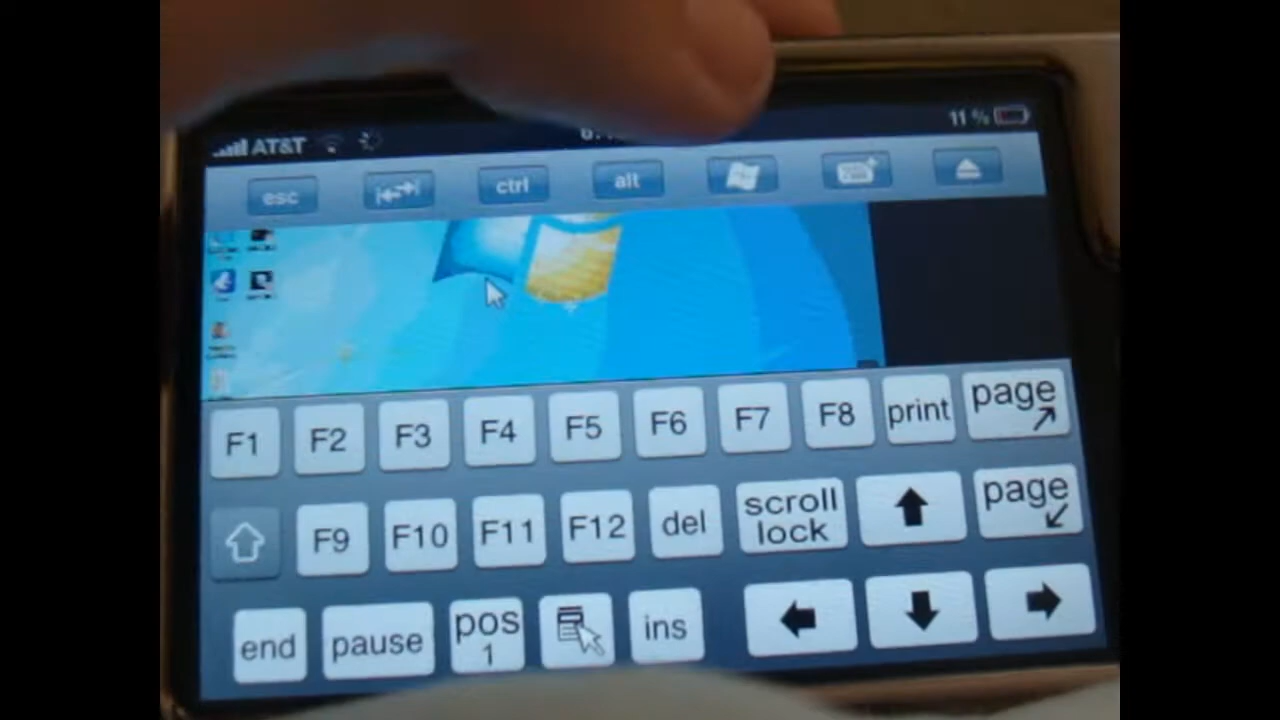 AT&T 11 %
esc ctrl alt
F1 F2 F3 F4 F5 F6 F7 F8 print page
F9 F10 F11 F12 del scroll lock page
end pause pos 1 ins